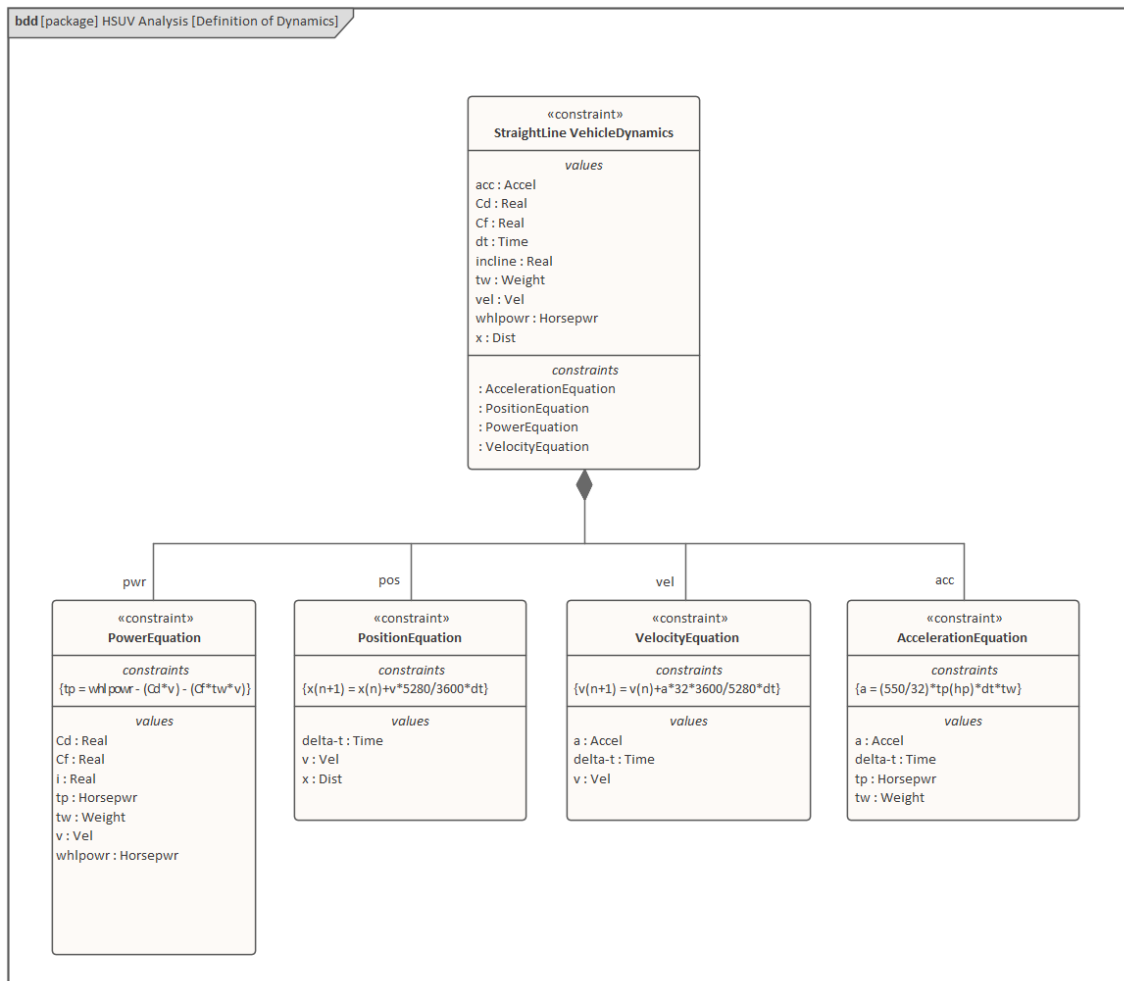 bdd [package] HSUV Analysis [Definition of Dynamics]
«constraint»
StraightLine VehicleDynamics
values
acc : Accel
Cd : Real
Cf : Real
dt : Time
incline : Real
tw : Weight
vel : Vel
whlpowr : Horsepwr
x : Dist
constraints
: AccelerationEquation
: PositionEquation
: PowerEquation
: VelocityEquation
pwr
pos
vel
acc
«constraint»
PowerEquation
constraints
{tp = whlpowr - (Cd*v) - (Cf*tw*v)}
values
Cd : Real
Cf : Real
i : Real
tp : Horsepwr
tw : Weight
v : Vel
whlpowr : Horsepwr
«constraint»
PositionEquation
constraints
{x(n+1) = x(n)+v*5280/3600*dt}
values
delta-t : Time
v : Vel
x : Dist
«constraint»
VelocityEquation
constraints
{v(n+1) = v(n)+a*32*3600/5280*dt}
values
a : Accel
delta-t : Time
v : Vel
«constraint»
AccelerationEquation
constraints
{a = (550/32)*tp(hp)*dt*tw}
values
a : Accel
delta-t : Time
tp : Horsepwr
tw : Weight